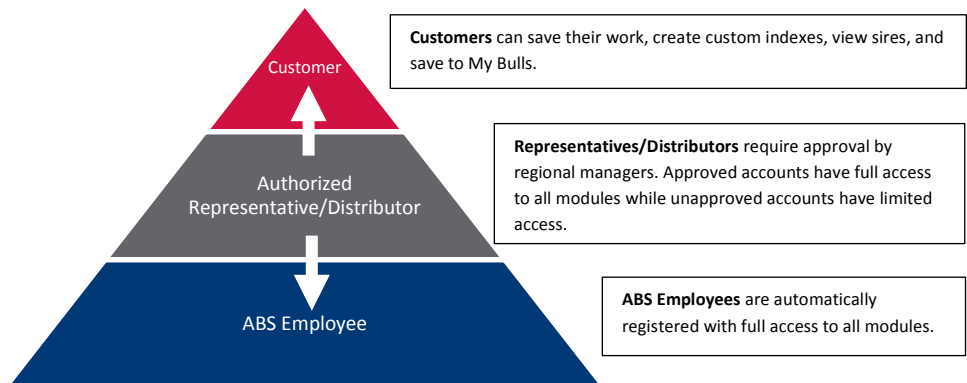 Customer
Customers can save their work, create custom indexes, view sires, and
save to My Bulls.
Authorized
Representative/Distributor
Representatives/Distributors require approval by
regional managers. Approved accounts have full access
to all modules while unapproved accounts have limited
access.
ABS Employee
ABS Employees are automatically
registered with full access to all modules.